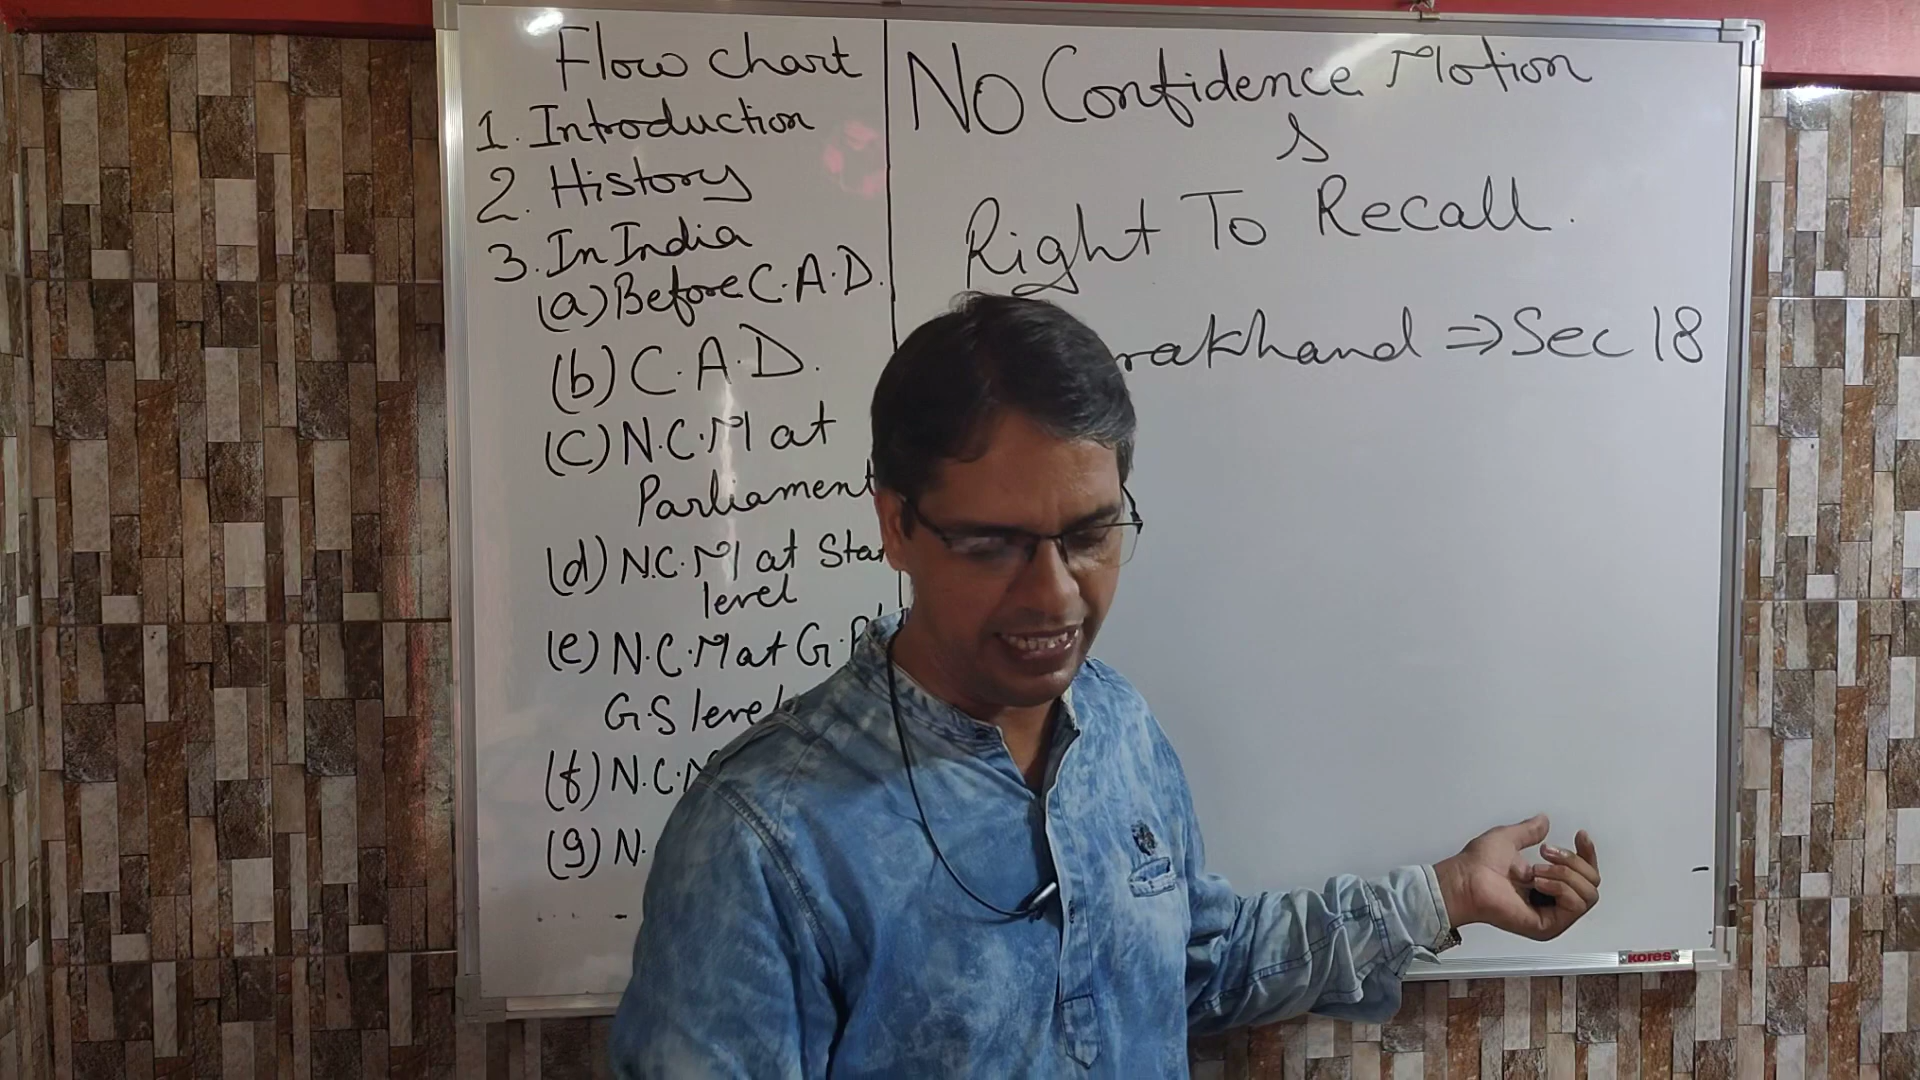 Flow chart
1. Introduction
2. History
3. In India
(a) Before C.A.D.
(b) C.A.D.
(c) N.C.M at
Parliament
(d) N.C.M at
level
(e) N.C.M at G.P
G.S level
(f) N.C.
(g) N.
NO Confidence Motion
Right To Recall.
rakhand ⇒ Sec 18
KORES